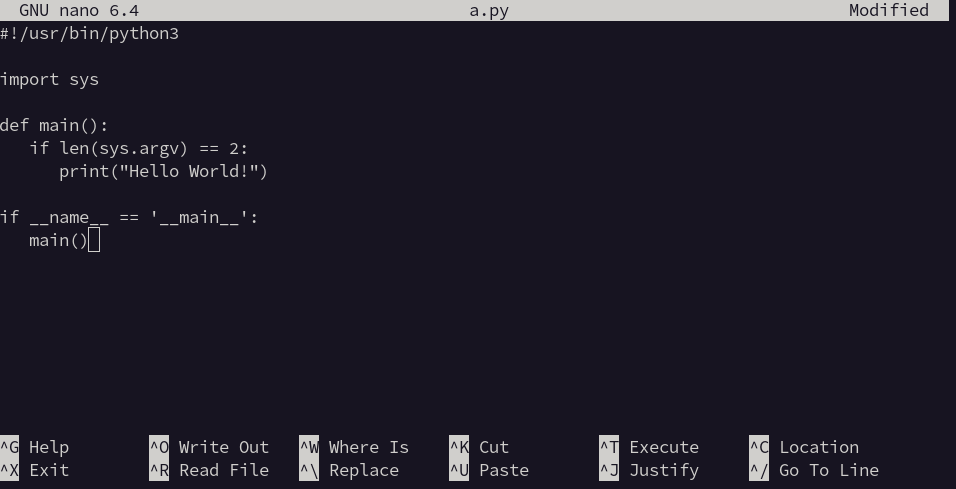 GNU nano 6.4 a.py Modified
#!/usr/bin/python3

import sys

def main():
   if len(sys.argv) == 2:
      print("Hello World!")

if __name__ == '__main__':
   main()

^G Help ^O Write Out ^W Where Is ^K Cut ^T Execute ^C Location
^X Exit ^R Read File ^\ Replace ^U Paste ^J Justify ^/ Go To Line